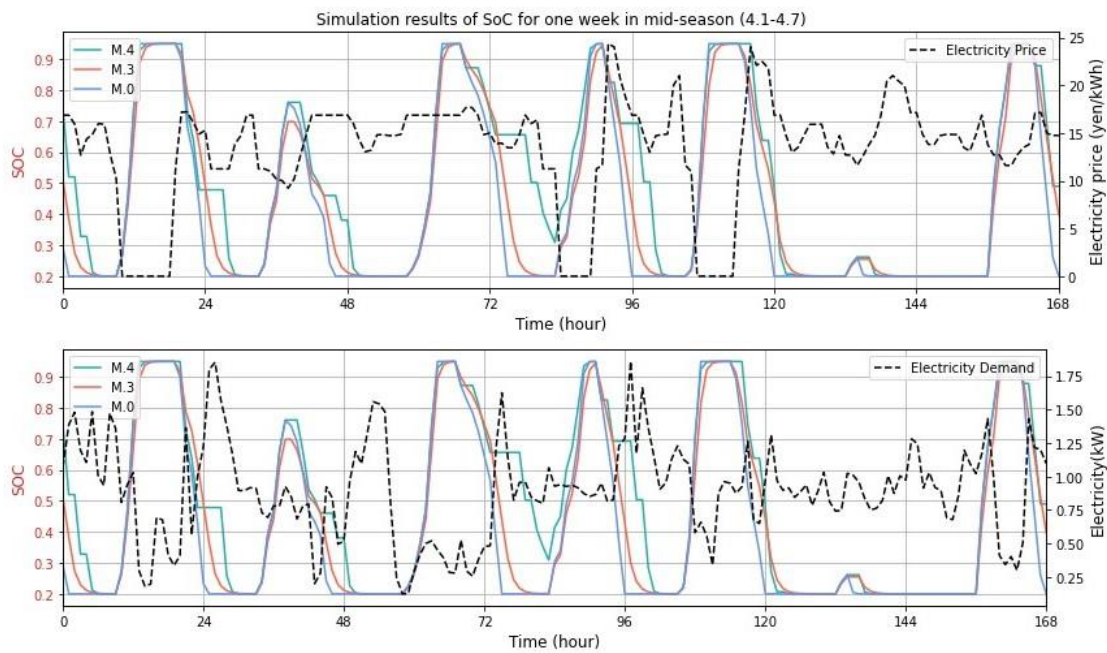 Simulation results of SoC for one week in mid-season (4.1-4.7)
M.4
M.3
M.0
Electricity Price
0.9
0.8
0.7
0.6
0.5
0.4
0.3
0.2
SOC
25
20
15
10
5
0
Electricity price (yen/kWh)
0 24 48 72 96 120 144 168
Time (hour)
M.4
M.3
M.0
Electricity Demand
0.9
0.8
0.7
0.6
0.5
0.4
0.3
0.2
SOC
1.75
1.50
1.25
1.00
0.75
0.50
0.25
Electricity(kW)
0 24 48 72 96 120 144 168
Time (hour)